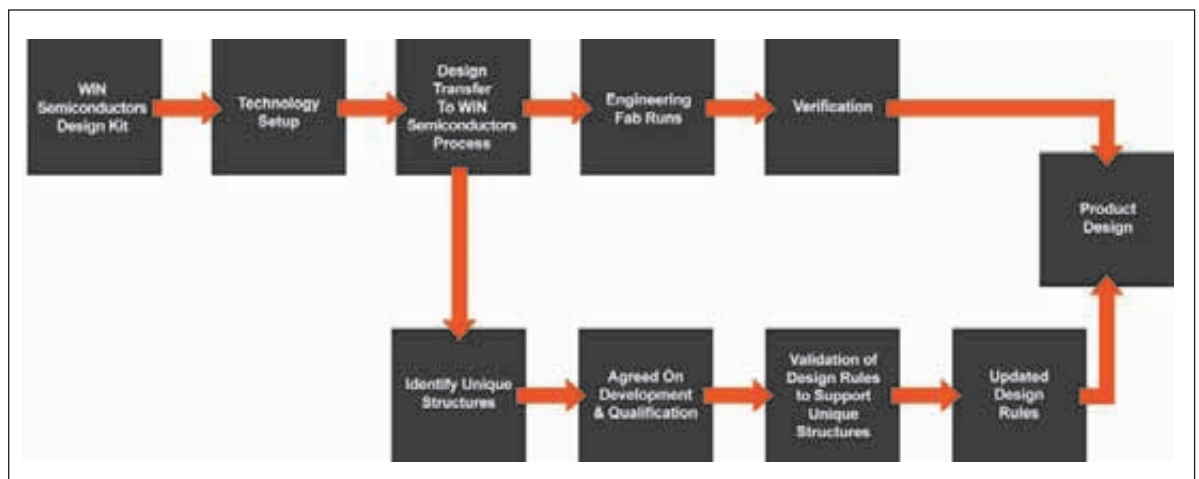 WIN
Semiconductors
Design Kit
Technology
Setup
Design
Transfer
To WIN
Semiconductors
Process
Engineering
Fab Runs
Verification
Product
Design
Identify Unique
Structures
Agreed On
Development
& Qualification
Validation of
Design Rules
to Support
Unique
Structures
Updated
Design
Rules